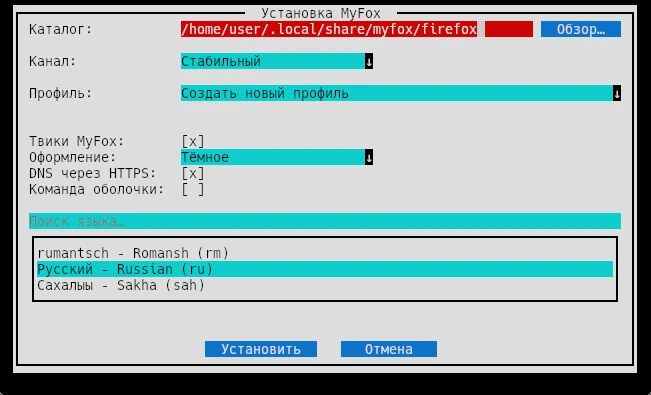 Установка MyFox
Каталог: /home/user/.local/share/myfox/firefox Обзор…
Канал: Стабильный ↓
Профиль: Создать новый профиль ↓
Твики MyFox: [x]
Оформление: Тёмное ↓
DNS через HTTPS: [x]
Команда оболочки: [ ]
Поиск языка…
rumantsch - Romansh (rm)
Русский - Russian (ru)
Сахалыы - Sakha (sah)
Установить Отмена